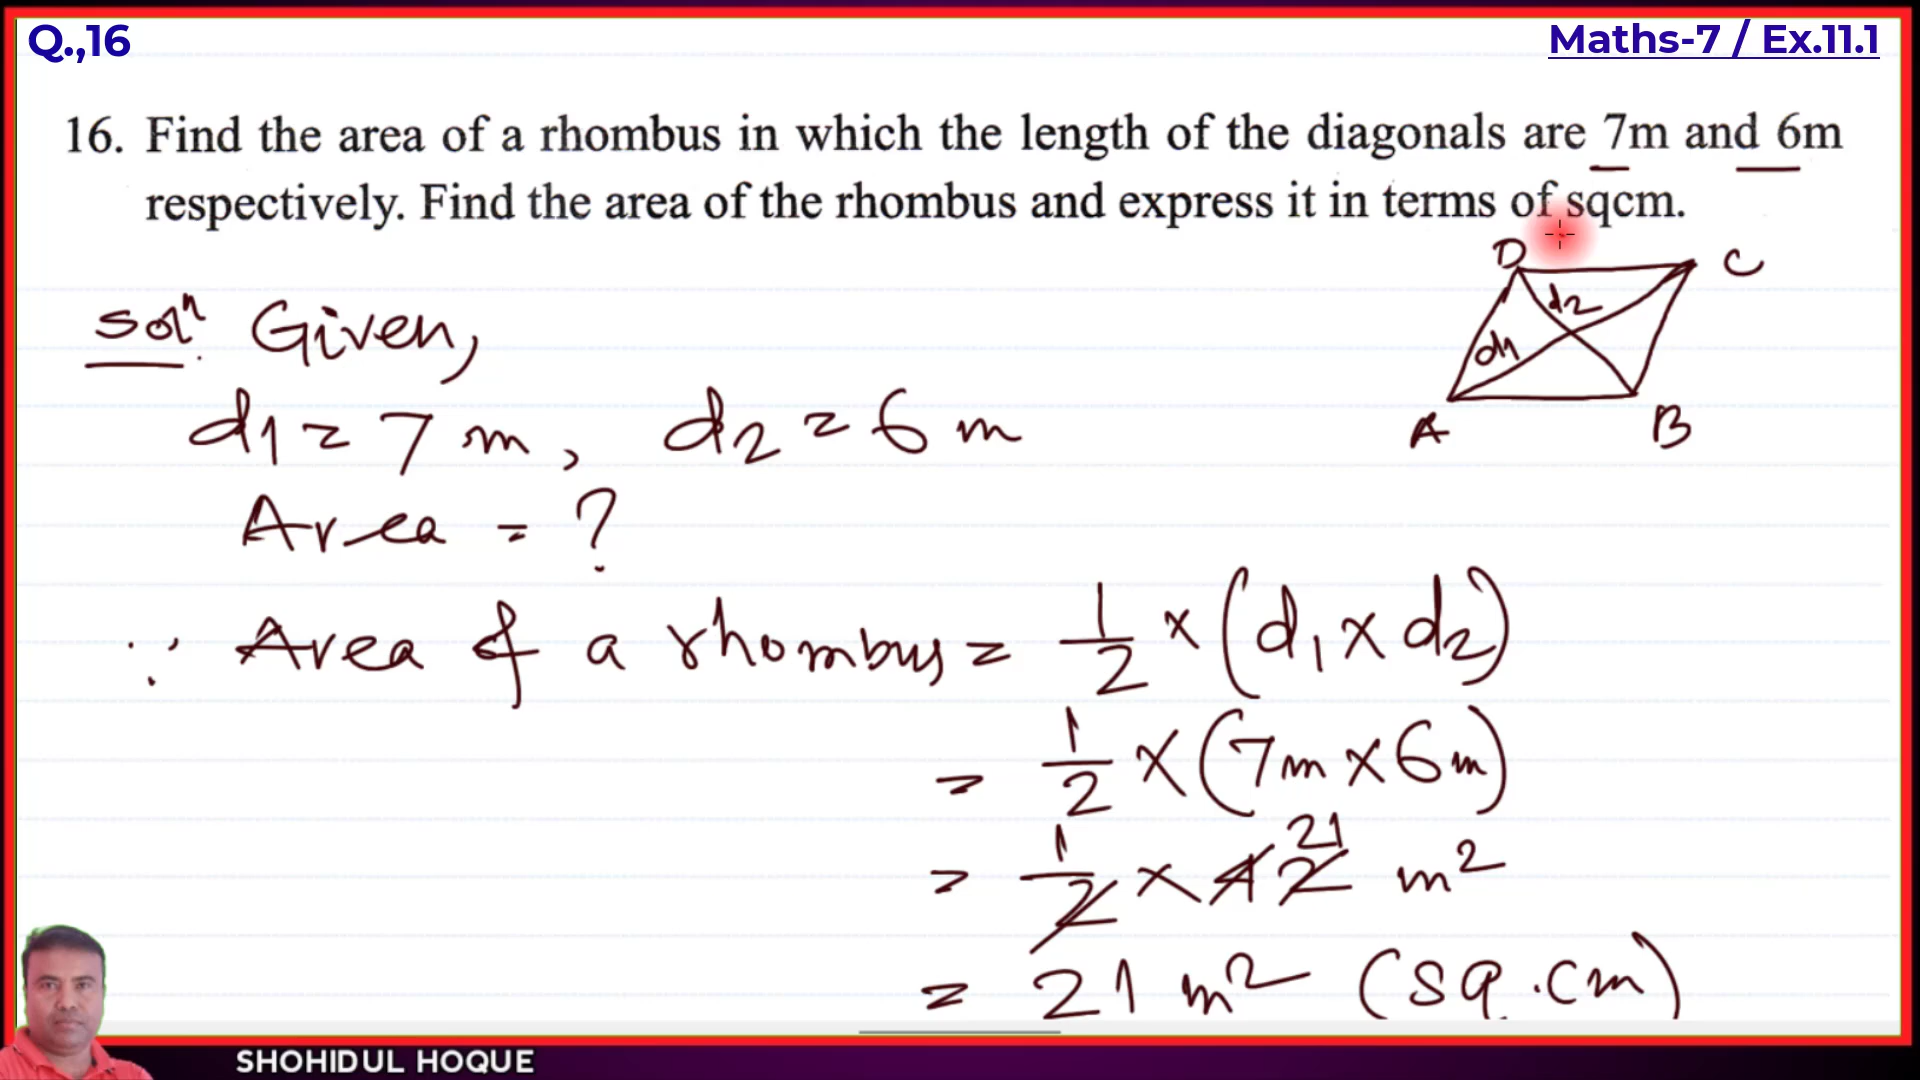 Q.,16
Maths-7 / Ex.11.1
16. Find the area of a rhombus in which the length of the diagonals are 7m and 6m
respectively. Find the area of the rhombus and express it in terms of sqcm.
D C
d2
d1
A B
Solⁿ. Given,
d1 = 7 m, d2 = 6 m
Area = ?
∵ Area of a rhombus = 1/2 × (d1 × d2)
= 1/2 × (7m × 6m)
21
= 1/2 × 42 m²
= 21 m² (sq.cm)
SHOHIDUL HOQUE